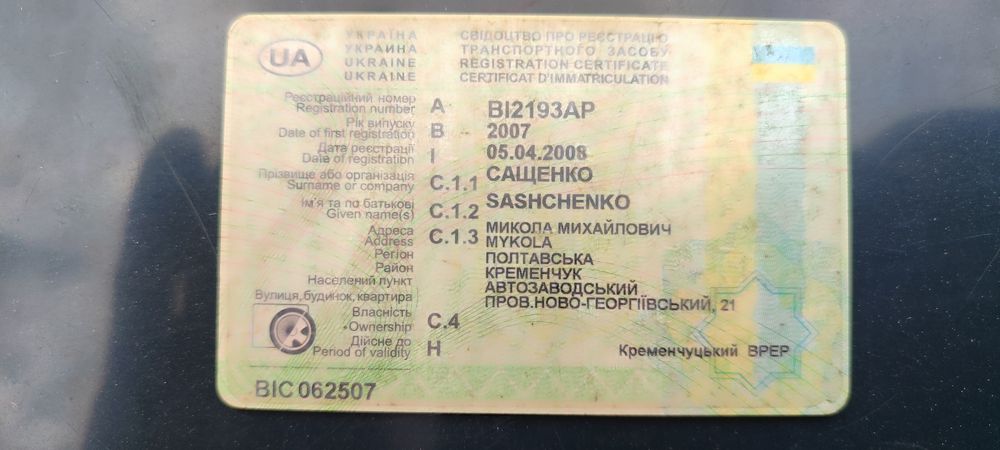 UA
УКРАЇНА
УКРАИНА
UKRAINE
UKRAINE
СВІДОЦТВО ПРО РЕЄСТРАЦІЮ
ТРАНСПОРТНОГО ЗАСОБУ
REGISTRATION CERTIFICATE
CERTIFICAT D'IMMATRICULATION
Реєстраційний номер
Registration number A BI2193AP
Рік випуску
Date of first registration B 2007
Дата реєстрації
Date of registration I 05.04.2008
Прізвище або організація
Surname or company C.1.1 САЩЕНКО
SASHCHENKO
Ім'я та по батькові
Given name(s) C.1.2 МИКОЛА МИХАЙЛОВИЧ
MYKOLA
Адреса
Address C.1.3
Регіон ПОЛТАВСЬКА
Район КРЕМЕНЧУК
Населений пункт АВТОЗАВОДСЬКИЙ
Вулиця, будинок, квартира ПРОВ.НОВО-ГЕОРГІЇВСЬКИЙ, 21
Власність
Ownership C.4
Дійсне до
Period of validity H
Кременчуцький ВРЕР
BIC 062507